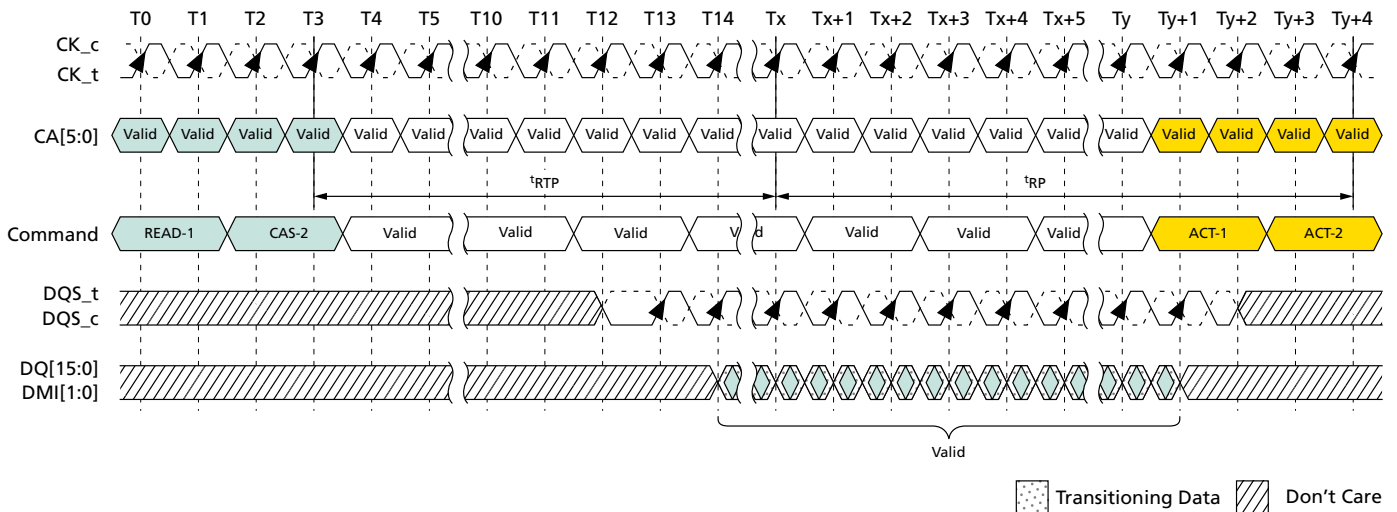 T0 T1 T2 T3 T4 T5 T10 T11 T12 T13 T14 Tx Tx+1 Tx+2 Tx+3 Tx+4 Tx+5 Ty Ty+1 Ty+2 Ty+3 Ty+4
CK_c
CK_t
CA[5:0] Valid Valid Valid Valid Valid Valid Valid Valid Valid Valid Valid Valid Valid Valid Valid Valid Valid Valid Valid Valid Valid Valid
tRTP tRP
Command READ-1 CAS-2 Valid Valid Valid Valid Valid Valid Valid ACT-1 ACT-2
DQS_t
DQS_c
DQ[15:0]
DMI[1:0]
Valid
Transitioning Data Don't Care